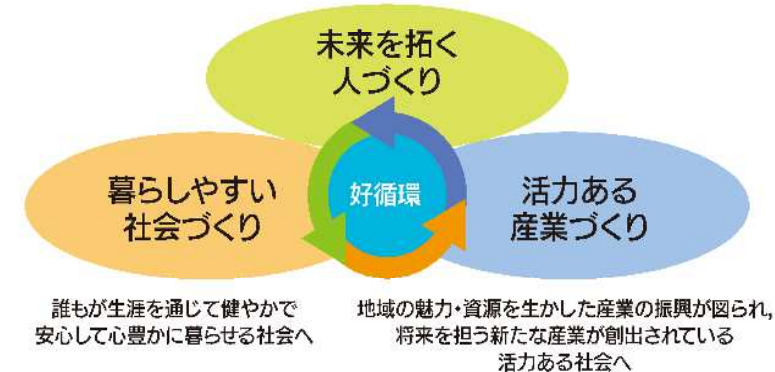 未来を拓く
人づくり
暮らしやすい
社会づくり
好循環
活力ある
産業づくり
誰もが生涯を通じて健やかで
安心して心豊かに暮らせる社会へ
地域の魅力・資源を生かした産業の振興が図られ,
将来を担う新たな産業が創出されている
活力ある社会へ